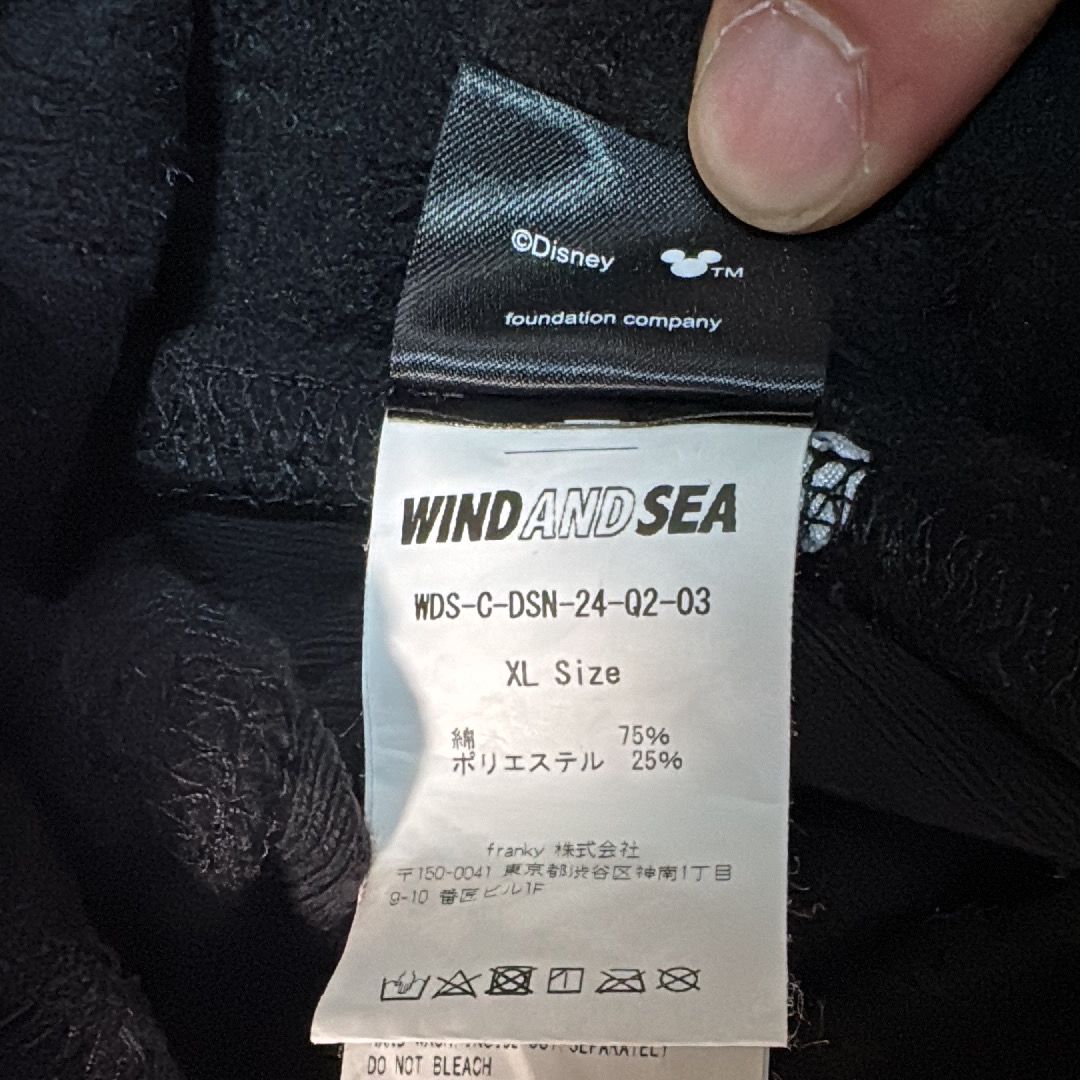 ©Disney TM
foundation company
WINDANDSEA
WDS-C-DSN-24-Q2-03
XL Size
綿 75%
ポリエステル 25%
franky 株式会社
〒150-0041 東京都渋谷区神南1丁目
9-10 番匠ビル1F
SEPARATELY
DO NOT BLEACH